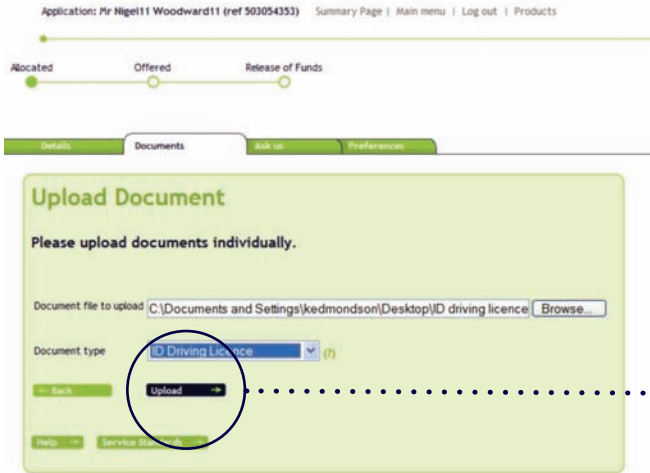 Application: Mr Nigel11 Woodward11 (ref 503054353) Summary Page | Main menu | Log out | Products
Allocated Offered Release of Funds
Details Documents Ask us Preferences
Upload Document
Please upload documents individually.
Document file to upload C:\Documents and Settings\kedmondson\Desktop\ID driving licence Browse...
Document type ID Driving Licence (?)
Back Upload
Help Service Standards